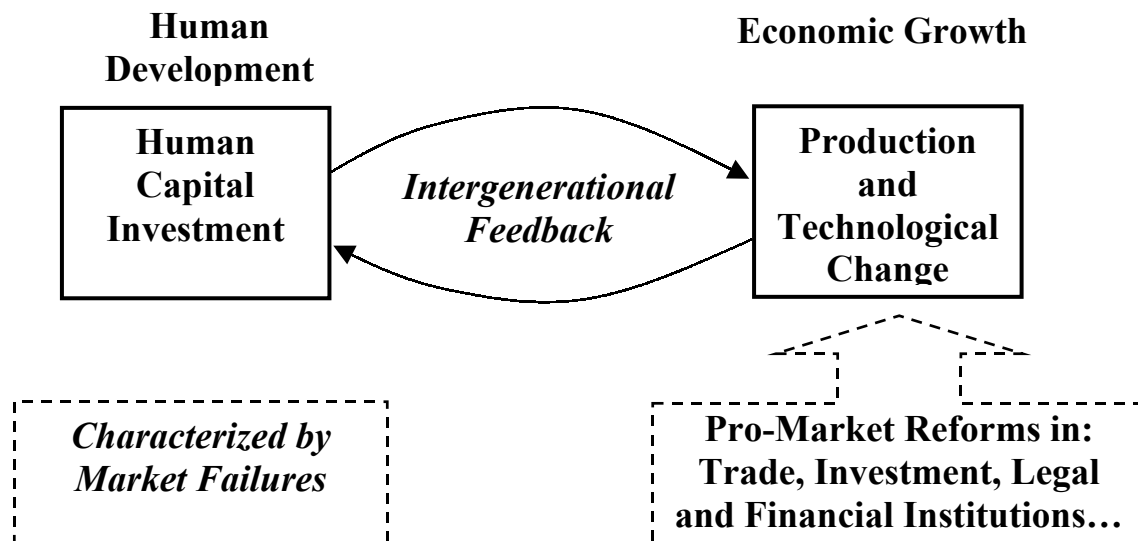 Human
Development
Economic Growth
Human
Capital
Investment
Intergenerational
Feedback
Production
and
Technological
Change
Characterized by
Market Failures
Pro-Market Reforms in:
Trade, Investment, Legal
and Financial Institutions…